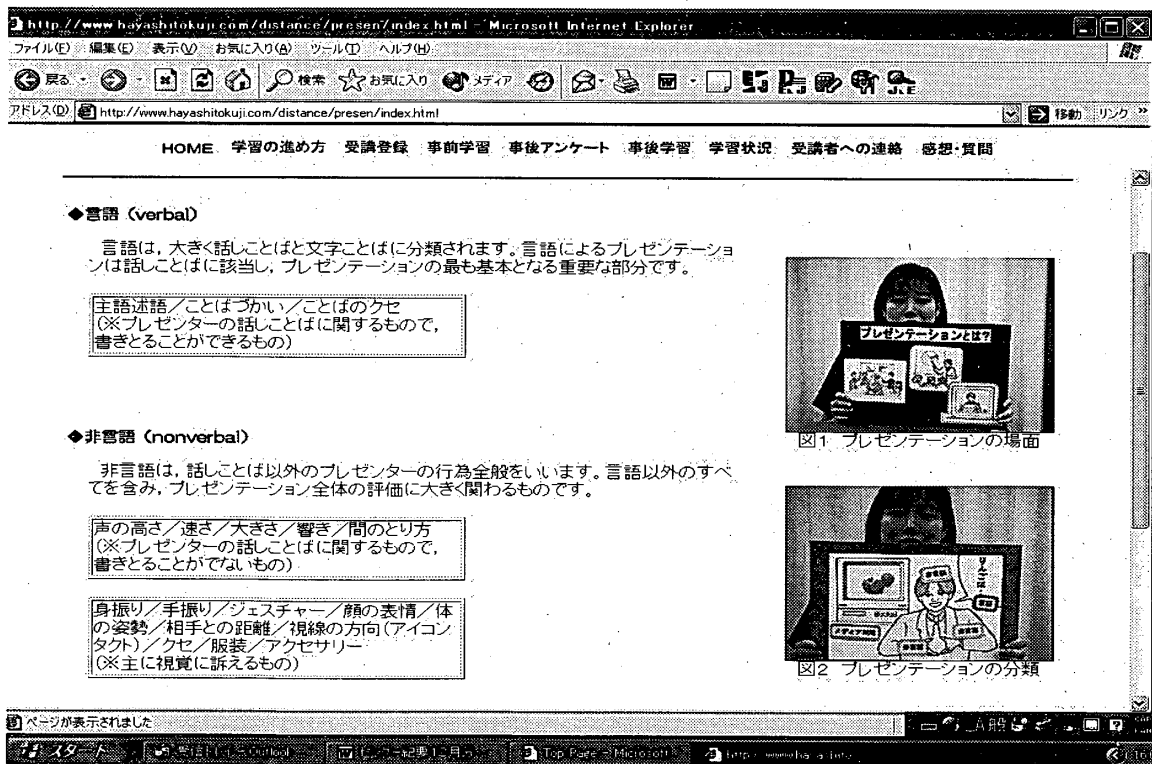 http://www.hayashitokuji.com/distance/presen/index.html - Microsoft Internet Explorer
ファイル(F) 編集(E) 表示(V) お気に入り(A) ツール(T) ヘルプ(H)
戻る 検索 お気に入り メディア
アドレス(D) http://www.hayashitokuji.com/distance/presen/index.html 移動 リンク »
HOME 学習の進め方 受講登録 事前学習 事後アンケート 事後学習 学習状況 受講者への連絡 感想・質問
◆言語（verbal）
言語は，大きく話しことばと文字ことばに分類されます。言語によるプレゼンテーショ
ンは話しことばに該当し，プレゼンテーションの最も基本となる重要な部分です。
主語述語／ことばづかい／ことばのクセ
（※プレゼンターの話しことばに関するもので，
書きとることができるもの）
プレゼンテーションとは?
図1 プレゼンテーションの場面
◆非言語（nonverbal）
非言語は，話しことば以外のプレゼンターの行為全般をいいます。言語以外のすべ
てを含み，プレゼンテーション全体の評価に大きく関わるものです。
声の高さ／速さ／大きさ／響き／間のとり方
（※プレゼンターの話しことばに関するもので，
書きとることがでないもの）
身振り／手振り／ジェスチャー／顔の表情／体
の姿勢／相手との距離／視線の方向（アイコン
タクト）／クセ／服装／アクセサリー
（※主に視覚に訴えるもの）
図2 プレゼンテーションの分類
ページが表示されました
スタート
Top Page - Microsoft